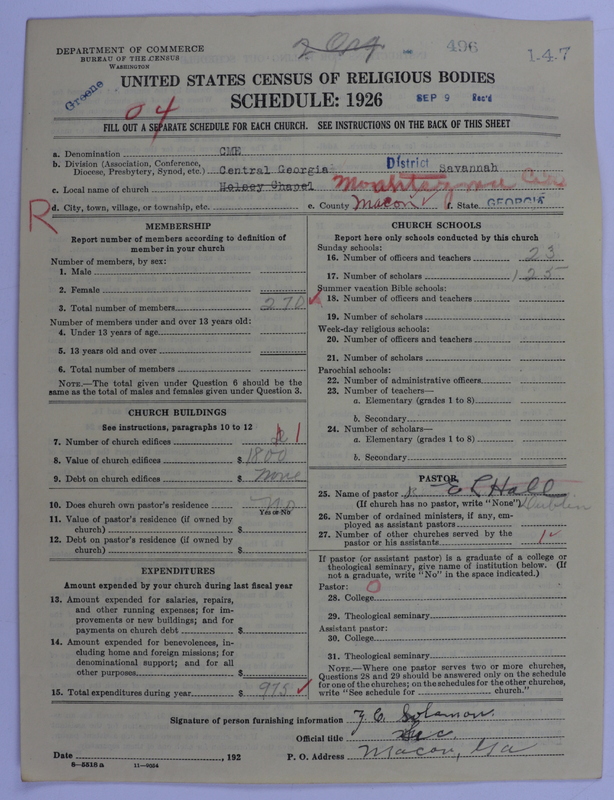 DEPARTMENT OF COMMERCE
BUREAU OF THE CENSUS
WASHINGTON
496
1.4.7
Greene
UNITED STATES CENSUS OF RELIGIOUS BODIES
SCHEDULE: 1926
SEP 9 Rec'd
04
FILL OUT A SEPARATE SCHEDULE FOR EACH CHURCH. SEE INSTRUCTIONS ON THE BACK OF THIS SHEET
a. Denomination CME
b. Division (Association, Conference, Diocese, Presbytery, Synod, etc.) Central Georgia District Savannah
c. Local name of church Holsey Chapel
R
d. City, town, village, or township, etc. e. County Macon f. State GEORGIA
MEMBERSHIP
Report number of members according to definition of member in your church
Number of members, by sex:
1. Male
2. Female
3. Total number of members 270
Number of members under and over 13 years old:
4. Under 13 years of age
5. 13 years old and over
6. Total number of members
NOTE.—The total given under Question 6 should be the same as the total of males and females given under Question 3.
CHURCH BUILDINGS
See instructions, paragraphs 10 to 12
7. Number of church edifices 1
8. Value of church edifices $ 1800
9. Debt on church edifices $ None
10. Does church own pastor's residence No
Yes or No
11. Value of pastor's residence (if owned by church) $
12. Debt on pastor's residence (if owned by church) $
EXPENDITURES
Amount expended by your church during last fiscal year
13. Amount expended for salaries, repairs, and other running expenses; for improvements or new buildings; and for payments on church debt $
14. Amount expended for benevolences, including home and foreign missions; for denominational support; and for all other purposes $
15. Total expenditures during year $ 975
CHURCH SCHOOLS
Report here only schools conducted by this church
Sunday schools:
16. Number of officers and teachers 23
17. Number of scholars 125
Summer vacation Bible schools:
18. Number of officers and teachers
19. Number of scholars
Week-day religious schools:
20. Number of officers and teachers
21. Number of scholars
Parochial schools:
22. Number of administrative officers
23. Number of teachers—
a. Elementary (grades 1 to 8)
b. Secondary
24. Number of scholars—
a. Elementary (grades 1 to 8)
b. Secondary
PASTOR
25. Name of pastor E L Hall
(If church has no pastor, write "None") Dublin
26. Number of ordained ministers, if any, employed as assistant pastors
27. Number of other churches served by the pastor or his assistants 1
If pastor (or assistant pastor) is a graduate of a college or theological seminary, give name of institution below. (If not a graduate, write "No" in the space indicated.)
Pastor: 0
28. College
29. Theological seminary
Assistant pastor:
30. College
31. Theological seminary
NOTE.—Where one pastor serves two or more churches, Questions 28 and 29 should be answered only on the schedule for one of the churches; on the schedules for the other churches, write "See schedule for church."
Signature of person furnishing information Solamon
Official title Sec.
Date , 192 P. O. Address Macon, Ga
8—5518 a 11—9054